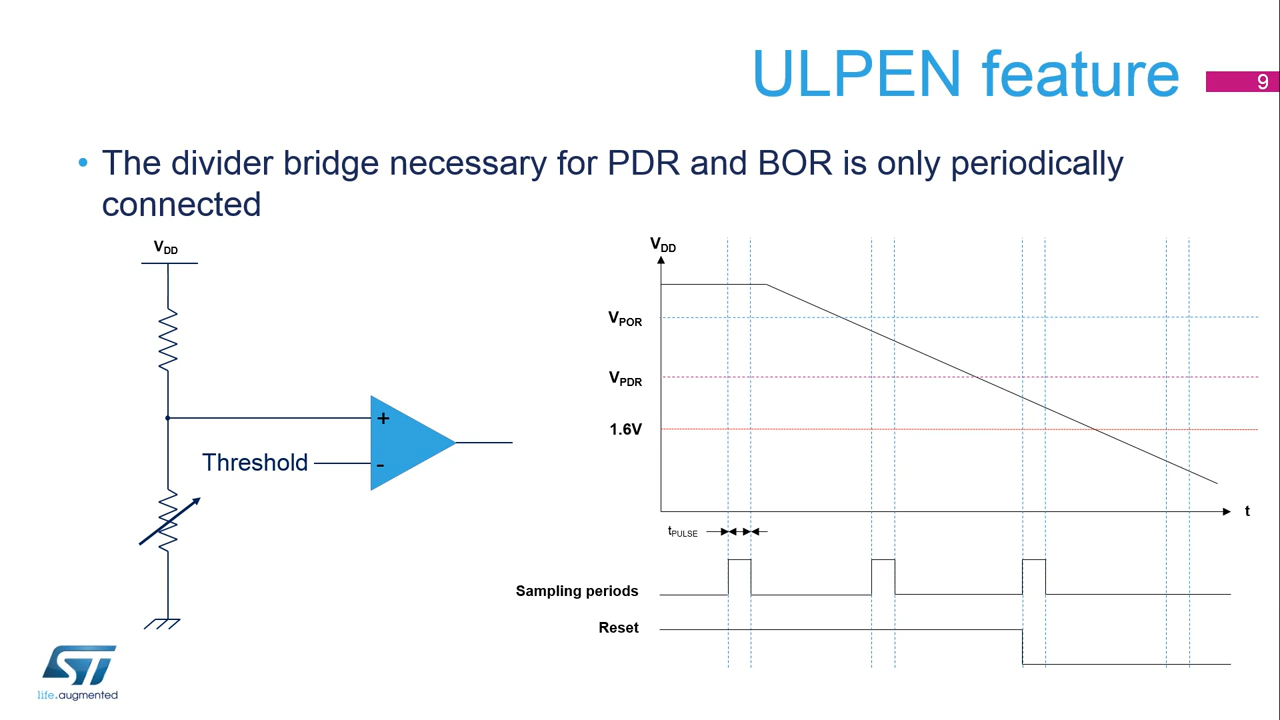 ULPEN feature
9
• The divider bridge necessary for PDR and BOR is only periodically
connected
VDD
+
Threshold
-
VDD
VPOR
VPDR
1.6V
t
tPULSE
Sampling periods
Reset
ST
life.augmented